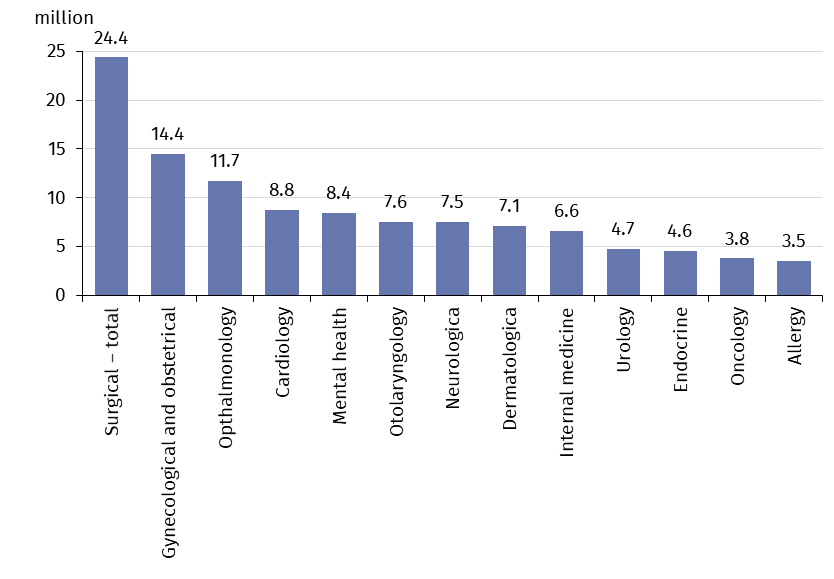 million
24.4
14.4
11.7
8.8
8.4
7.6
7.5
7.1
6.6
4.7
4.6
3.8
3.5
25
20
15
10
5
0
Surgical – total
Gynecological and obstetrical
Opthalmonology
Cardiology
Mental health
Otolaryngology
Neurologica
Dermatologica
Internal medicine
Urology
Endocrine
Oncology
Allergy